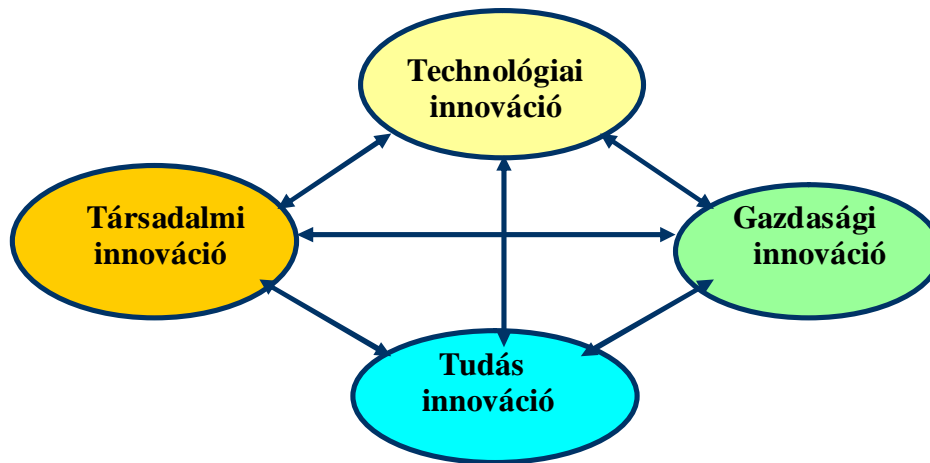 Technológiai
innováció
Társadalmi
innováció
Gazdasági
innováció
Tudás
innováció